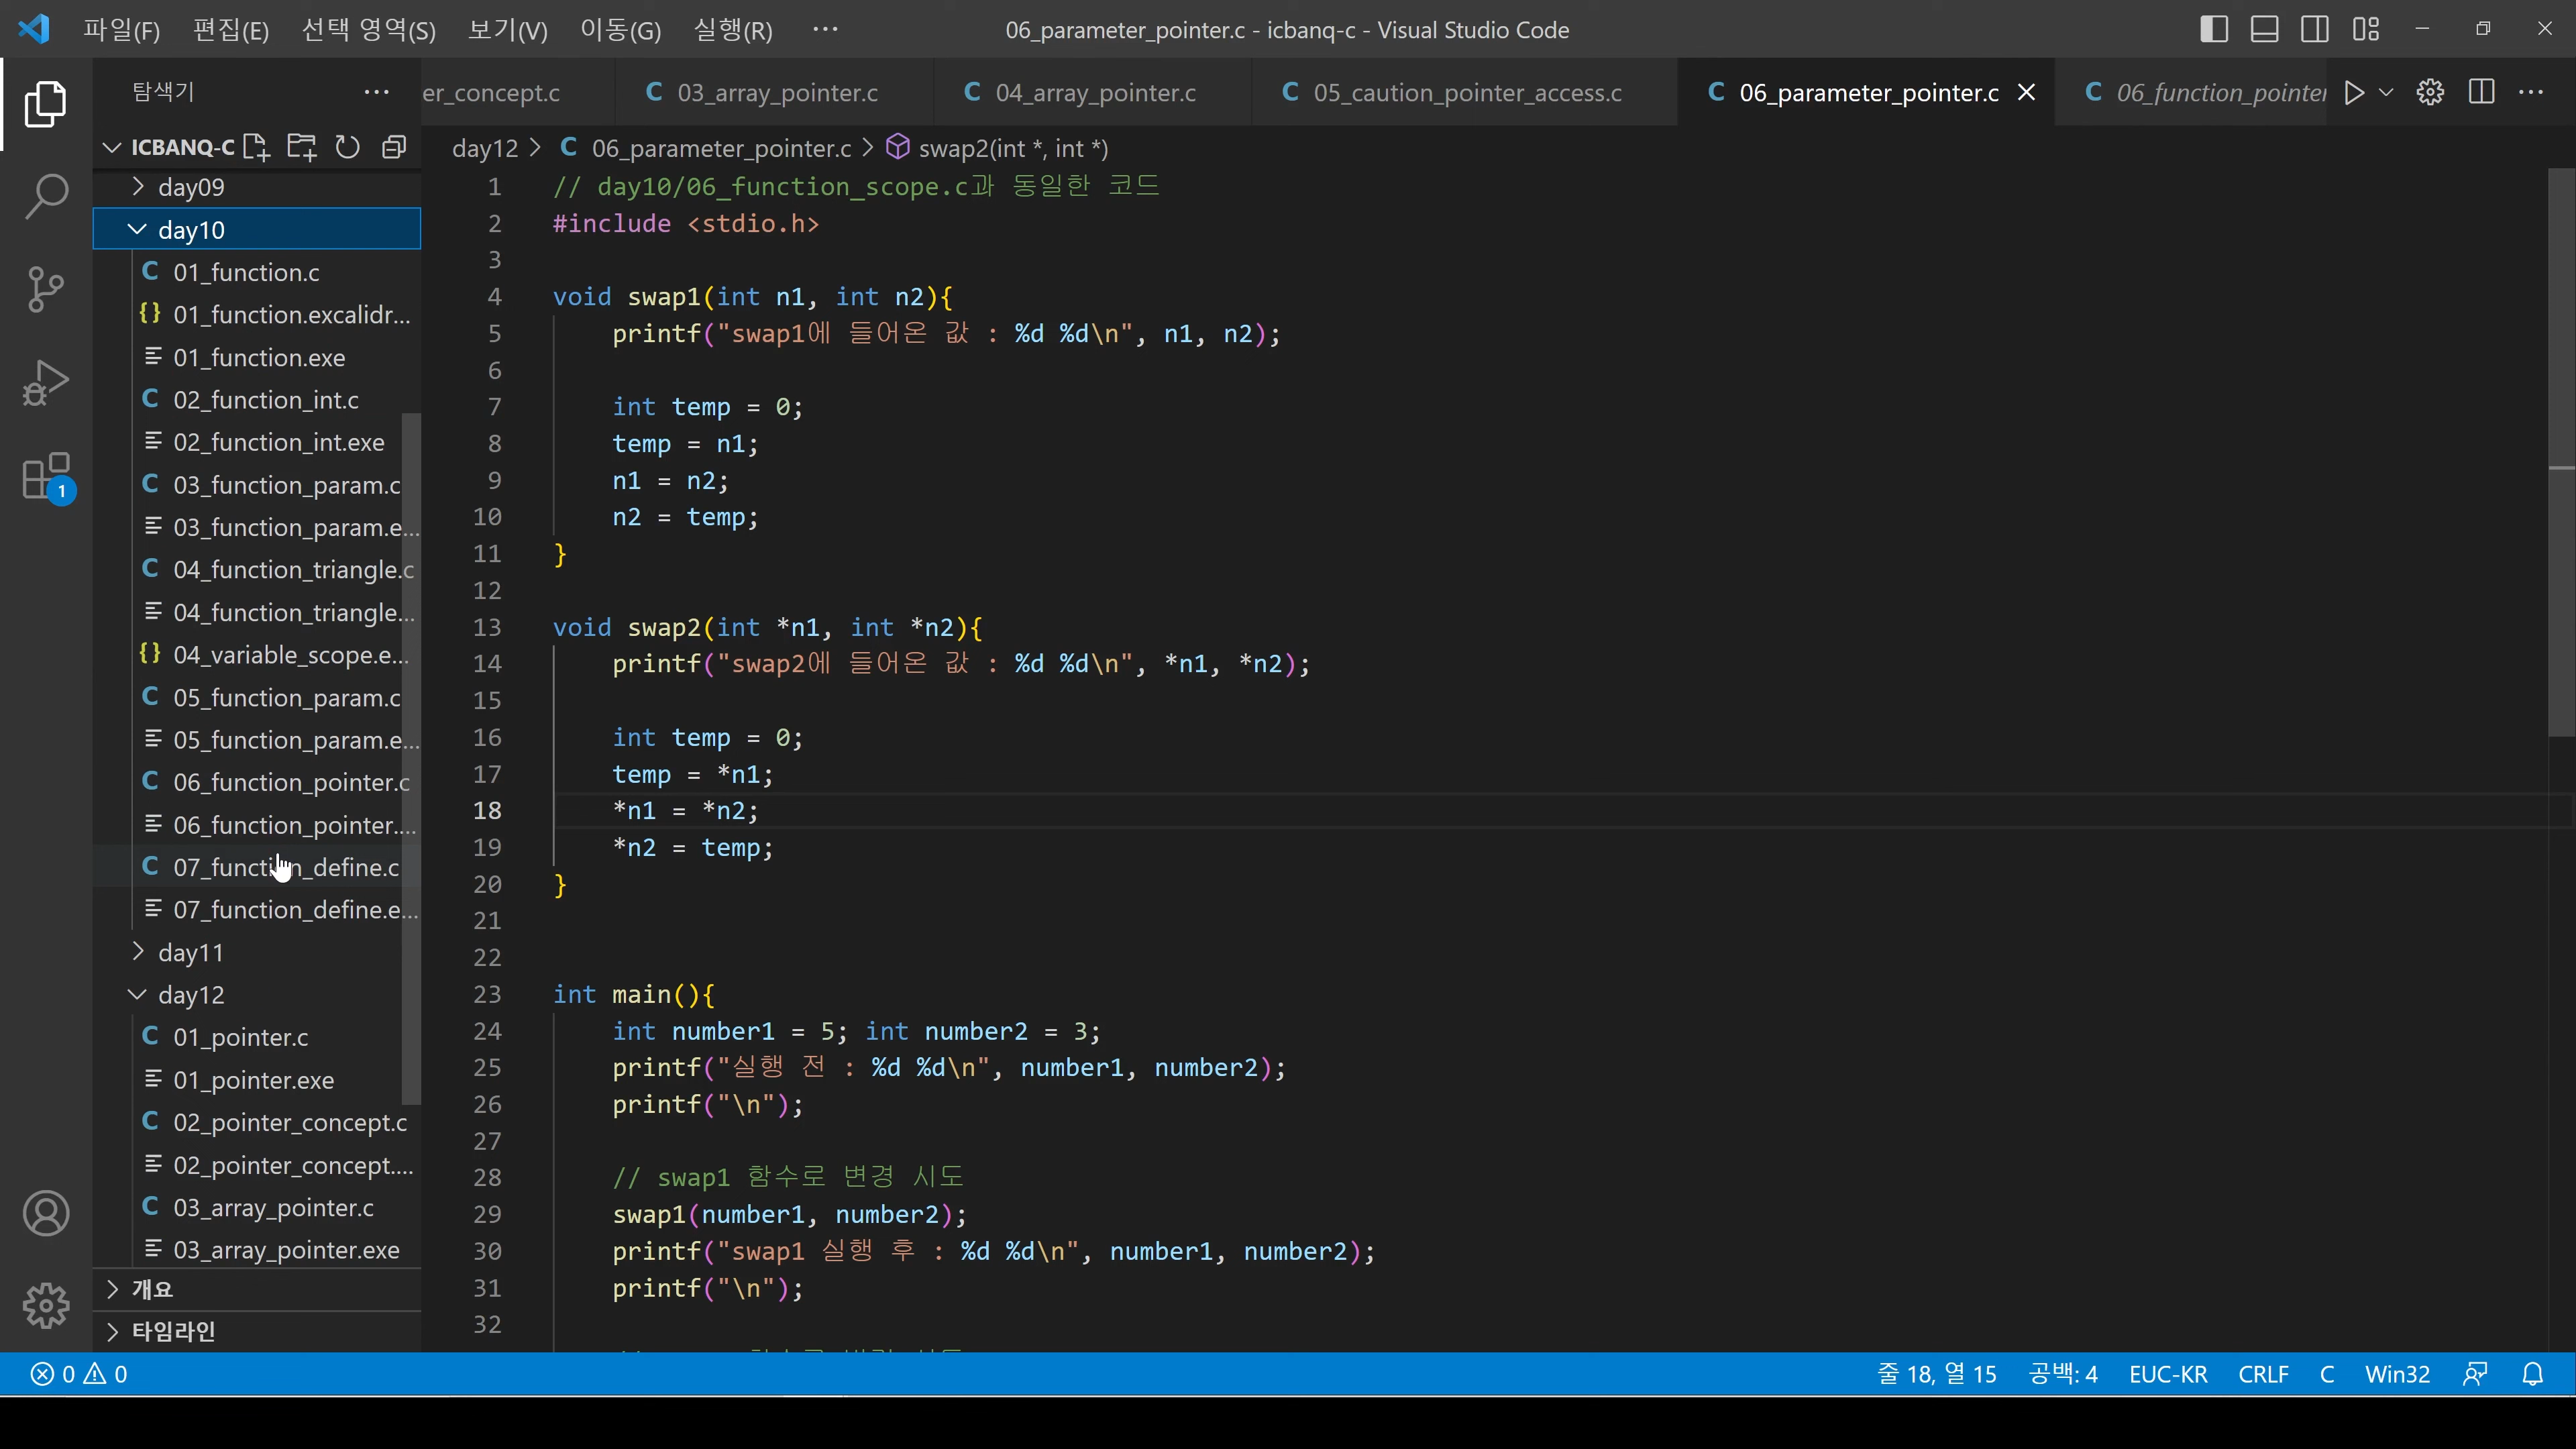 파일(F) 편집(E) 선택 영역(S) 보기(V) 이동(G) 실행(R) ··· 06_parameter_pointer.c - icbanq-c - Visual Studio Code
탐색기 ···
er_concept.c C 03_array_pointer.c C 04_array_pointer.c C 05_caution_pointer_access.c C 06_parameter_pointer.c C 06_function_pointer ···
ICBANQ-C
day12 > C 06_parameter_pointer.c > swap2(int *, int *)
day09
day10
C 01_function.c
{} 01_function.excalidr...
01_function.exe
C 02_function_int.c
02_function_int.exe
C 03_function_param.c
03_function_param.e...
C 04_function_triangle.c
04_function_triangle...
{} 04_variable_scope.e...
C 05_function_param.c
05_function_param.e...
C 06_function_pointer.c
06_function_pointer....
C 07_function_define.c
07_function_define.e...
day11
day12
C 01_pointer.c
01_pointer.exe
C 02_pointer_concept.c
02_pointer_concept....
C 03_array_pointer.c
03_array_pointer.exe
개요
타임라인
1
1 // day10/06_function_scope.c과 동일한 코드
2 #include <stdio.h>
3
4 void swap1(int n1, int n2){
5 printf("swap1에 들어온 값 : %d %d\n", n1, n2);
6
7 int temp = 0;
8 temp = n1;
9 n1 = n2;
10 n2 = temp;
11 }
12
13 void swap2(int *n1, int *n2){
14 printf("swap2에 들어온 값 : %d %d\n", *n1, *n2);
15
16 int temp = 0;
17 temp = *n1;
18 *n1 = *n2;
19 *n2 = temp;
20 }
21
22
23 int main(){
24 int number1 = 5; int number2 = 3;
25 printf("실행 전 : %d %d\n", number1, number2);
26 printf("\n");
27
28 // swap1 함수로 변경 시도
29 swap1(number1, number2);
30 printf("swap1 실행 후 : %d %d\n", number1, number2);
31 printf("\n");
32
0 0 줄 18, 열 15 공백: 4 EUC-KR CRLF C Win32